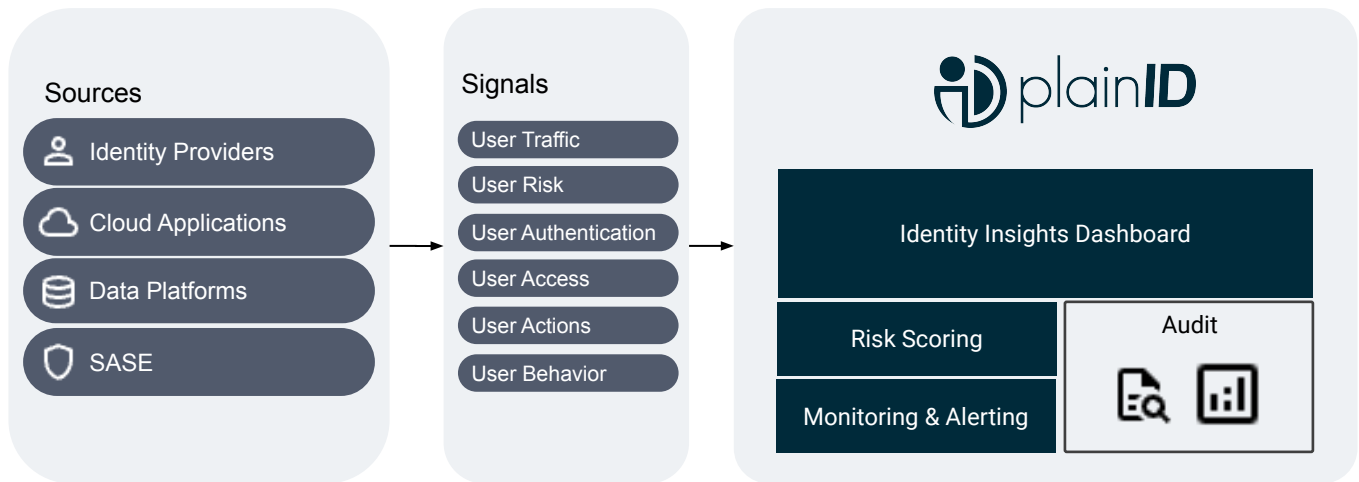 Sources
Identity Providers
Cloud Applications
Data Platforms
SASE
Signals
User Traffic
User Risk
User Authentication
User Access
User Actions
User Behavior
plainID
Identity Insights Dashboard
Risk Scoring
Monitoring & Alerting
Audit